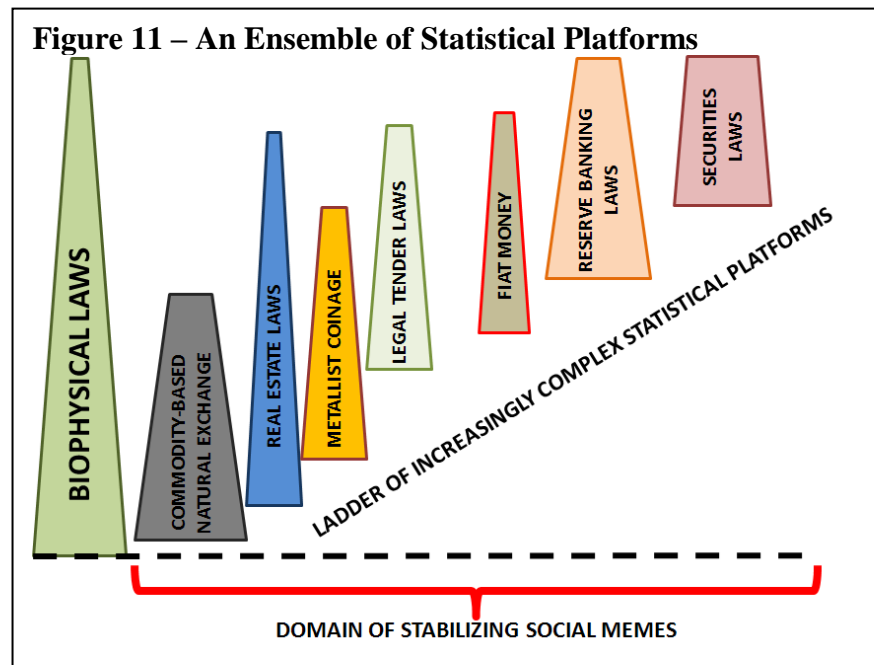 Figure 11 – An Ensemble of Statistical Platforms
BIOPHYSICAL LAWS
COMMODITY-BASED
NATURAL EXCHANGE
REAL ESTATE LAWS
METALLIST COINAGE
LEGAL TENDER LAWS
FIAT MONEY
RESERVE BANKING
LAWS
SECURITIES
LAWS
LADDER OF INCREASINGLY COMPLEX STATISTICAL PLATFORMS
DOMAIN OF STABILIZING SOCIAL MEMES